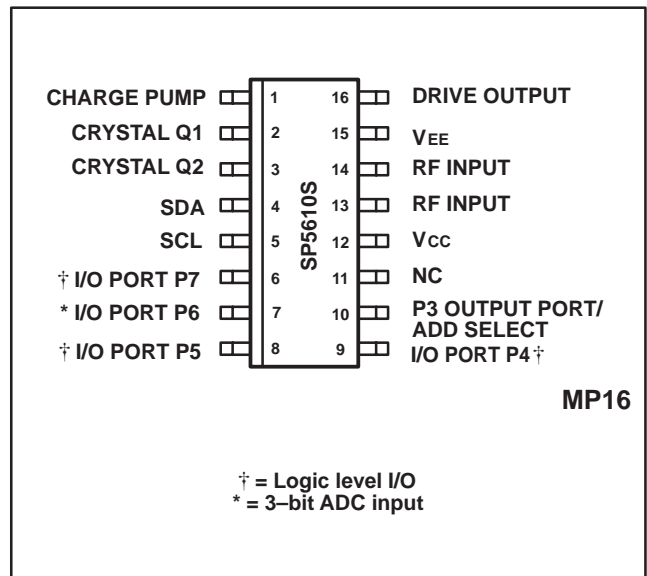 CHARGE PUMP 1 16 DRIVE OUTPUT
CRYSTAL Q1 2 15 VEE
CRYSTAL Q2 3 14 RF INPUT
SDA 4 13 RF INPUT
SCL 5 12 VCC
† I/O PORT P7 6 11 NC
* I/O PORT P6 7 10 P3 OUTPUT PORT/
ADD SELECT
† I/O PORT P5 8 9 I/O PORT P4 †
SP5610S
MP16
† = Logic level I/O
* = 3–bit ADC input